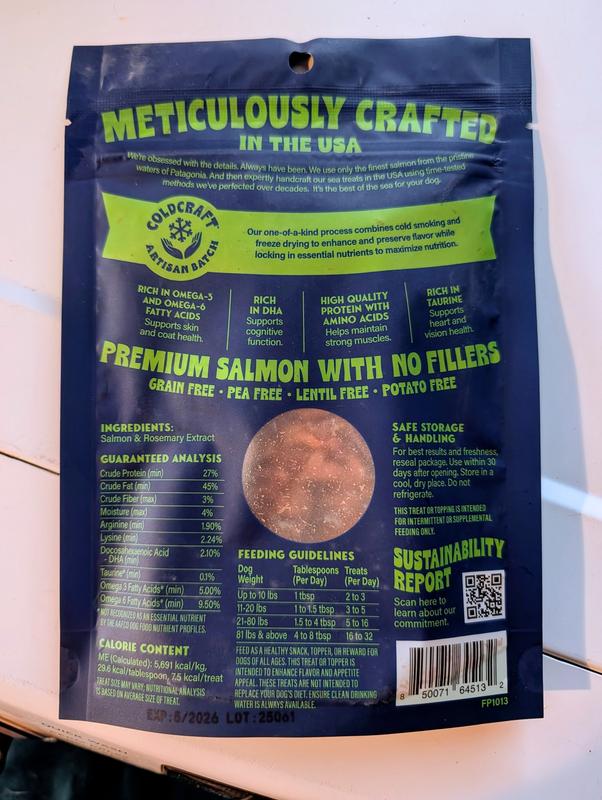 METICULOUSLY CRAFTED
IN THE USA
We're obsessed with the details. Always have been. We use only the finest salmon from the pristine
waters of Patagonia. And then expertly handcraft our sea treats in the USA using time-tested
methods we've perfected over decades. It's the best of the sea for your dog.
COLDCRAFT
ARTISAN BATCH
Our one-of-a-kind process combines cold smoking and
freeze drying to enhance and preserve flavor while
locking in essential nutrients to maximize nutrition.
RICH IN OMEGA-3
AND OMEGA-6
FATTY ACIDS
Supports skin
and coat health.
RICH
IN DHA
Supports
cognitive
function.
HIGH QUALITY
PROTEIN WITH
AMINO ACIDS
Helps maintain
strong muscles.
RICH IN
TAURINE
Supports
heart and
vision health.
PREMIUM SALMON WITH NO FILLERS
GRAIN FREE • PEA FREE • LENTIL FREE • POTATO FREE
INGREDIENTS:
Salmon & Rosemary Extract
GUARANTEED ANALYSIS
Crude Protein (min) 27%
Crude Fat (min) 45%
Crude Fiber (max) 3%
Moisture (max) 4%
Arginine (min) 1.90%
Lysine (min) 2.24%
Docosahexaenoic Acid 2.10%
- DHA (min)
Taurine* (min) 0.1%
Omega 3 Fatty Acids* (min) 5.00%
Omega 6 Fatty Acids* (min) 9.50%
*NOT RECOGNIZED AS AN ESSENTIAL NUTRIENT
BY THE AAFCO DOG FOOD NUTRIENT PROFILES.
CALORIE CONTENT
ME (Calculated): 5,691 kcal/kg,
29.6 kcal/tablespoon, 7.5 kcal/treat
TREAT SIZE MAY VARY; NUTRITIONAL ANALYSIS
IS BASED ON AVERAGE SIZE OF TREAT.
FEEDING GUIDELINES
Dog Tablespoons Treats
Weight (Per Day) (Per Day)
Up to 10 lbs 1 tbsp 2 to 3
11-20 lbs 1 to 1.5 tbsp 3 to 5
21-80 lbs 1.5 to 4 tbsp 5 to 16
81 lbs & above 4 to 8 tbsp 16 to 32
FEED AS A HEALTHY SNACK, TOPPER, OR REWARD FOR
DOGS OF ALL AGES. THIS TREAT OR TOPPER IS
INTENDED TO ENHANCE FLAVOR AND APPETITE
APPEAL. THESE TREATS ARE NOT INTENDED TO
REPLACE YOUR DOG'S DIET. ENSURE CLEAN DRINKING
WATER IS ALWAYS AVAILABLE.
SAFE STORAGE
& HANDLING
For best results and freshness,
reseal package. Use within 30
days after opening. Store in a
cool, dry place. Do not
refrigerate.
THIS TREAT OR TOPPING IS INTENDED
FOR INTERMITTENT OR SUPPLEMENTAL
FEEDING ONLY.
SUSTAINABILITY
REPORT
Scan here to
learn about our
commitment.
8 50071 64513 2
FP1013
EXP:5/2026 LOT:25061